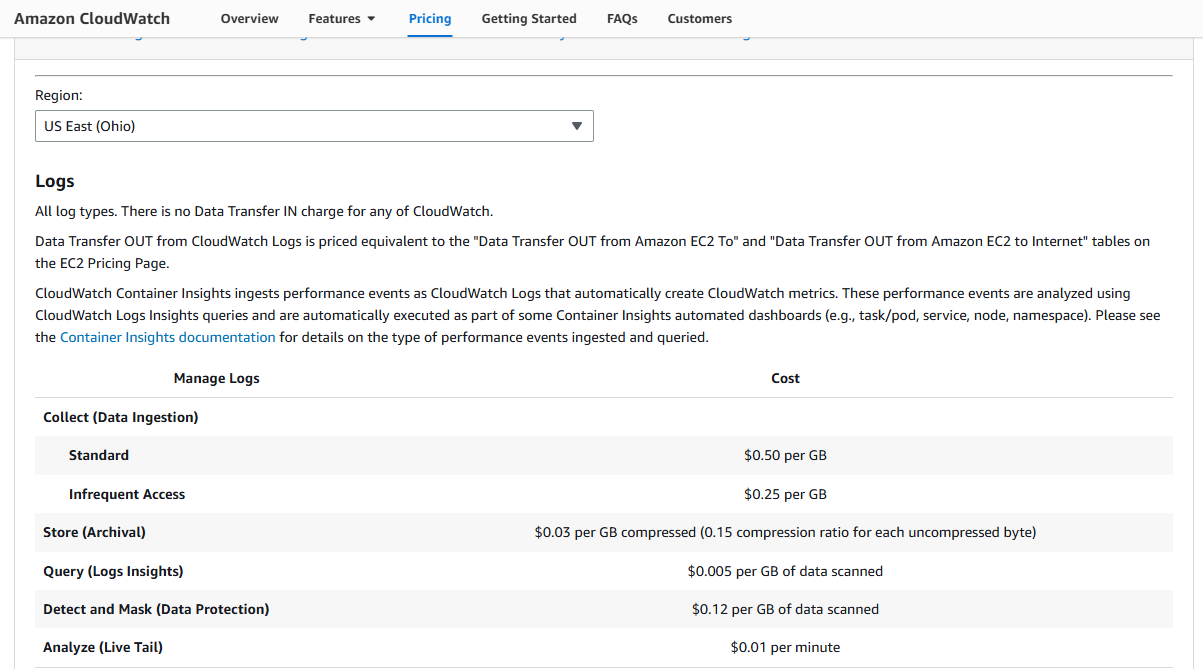 Amazon CloudWatch
Overview
Features
Pricing
Getting Started
FAQs
Customers
Region:
US East (Ohio)
Logs
All log types. There is no Data Transfer IN charge for any of CloudWatch.
Data Transfer OUT from CloudWatch Logs is priced equivalent to the "Data Transfer OUT from Amazon EC2 To" and "Data Transfer OUT from Amazon EC2 to Internet" tables on
the EC2 Pricing Page.
CloudWatch Container Insights ingests performance events as CloudWatch Logs that automatically create CloudWatch metrics. These performance events are analyzed using
CloudWatch Logs Insights queries and are automatically executed as part of some Container Insights automated dashboards (e.g., task/pod, service, node, namespace). Please see
the Container Insights documentation for details on the type of performance events ingested and queried.
Manage Logs Cost
Collect (Data Ingestion)
Standard $0.50 per GB
Infrequent Access $0.25 per GB
Store (Archival) $0.03 per GB compressed (0.15 compression ratio for each uncompressed byte)
Query (Logs Insights) $0.005 per GB of data scanned
Detect and Mask (Data Protection) $0.12 per GB of data scanned
Analyze (Live Tail) $0.01 per minute